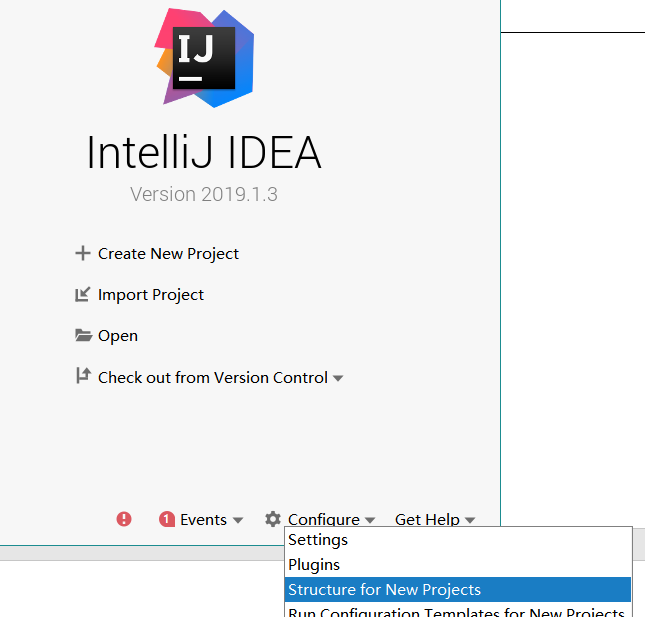 IJ
IntelliJ IDEA
Version 2019.1.3
Create New Project
Import Project
Open
Check out from Version Control
1 Events Configure Get Help
Settings
Plugins
Structure for New Projects
Run Configuration Templates for New Projects